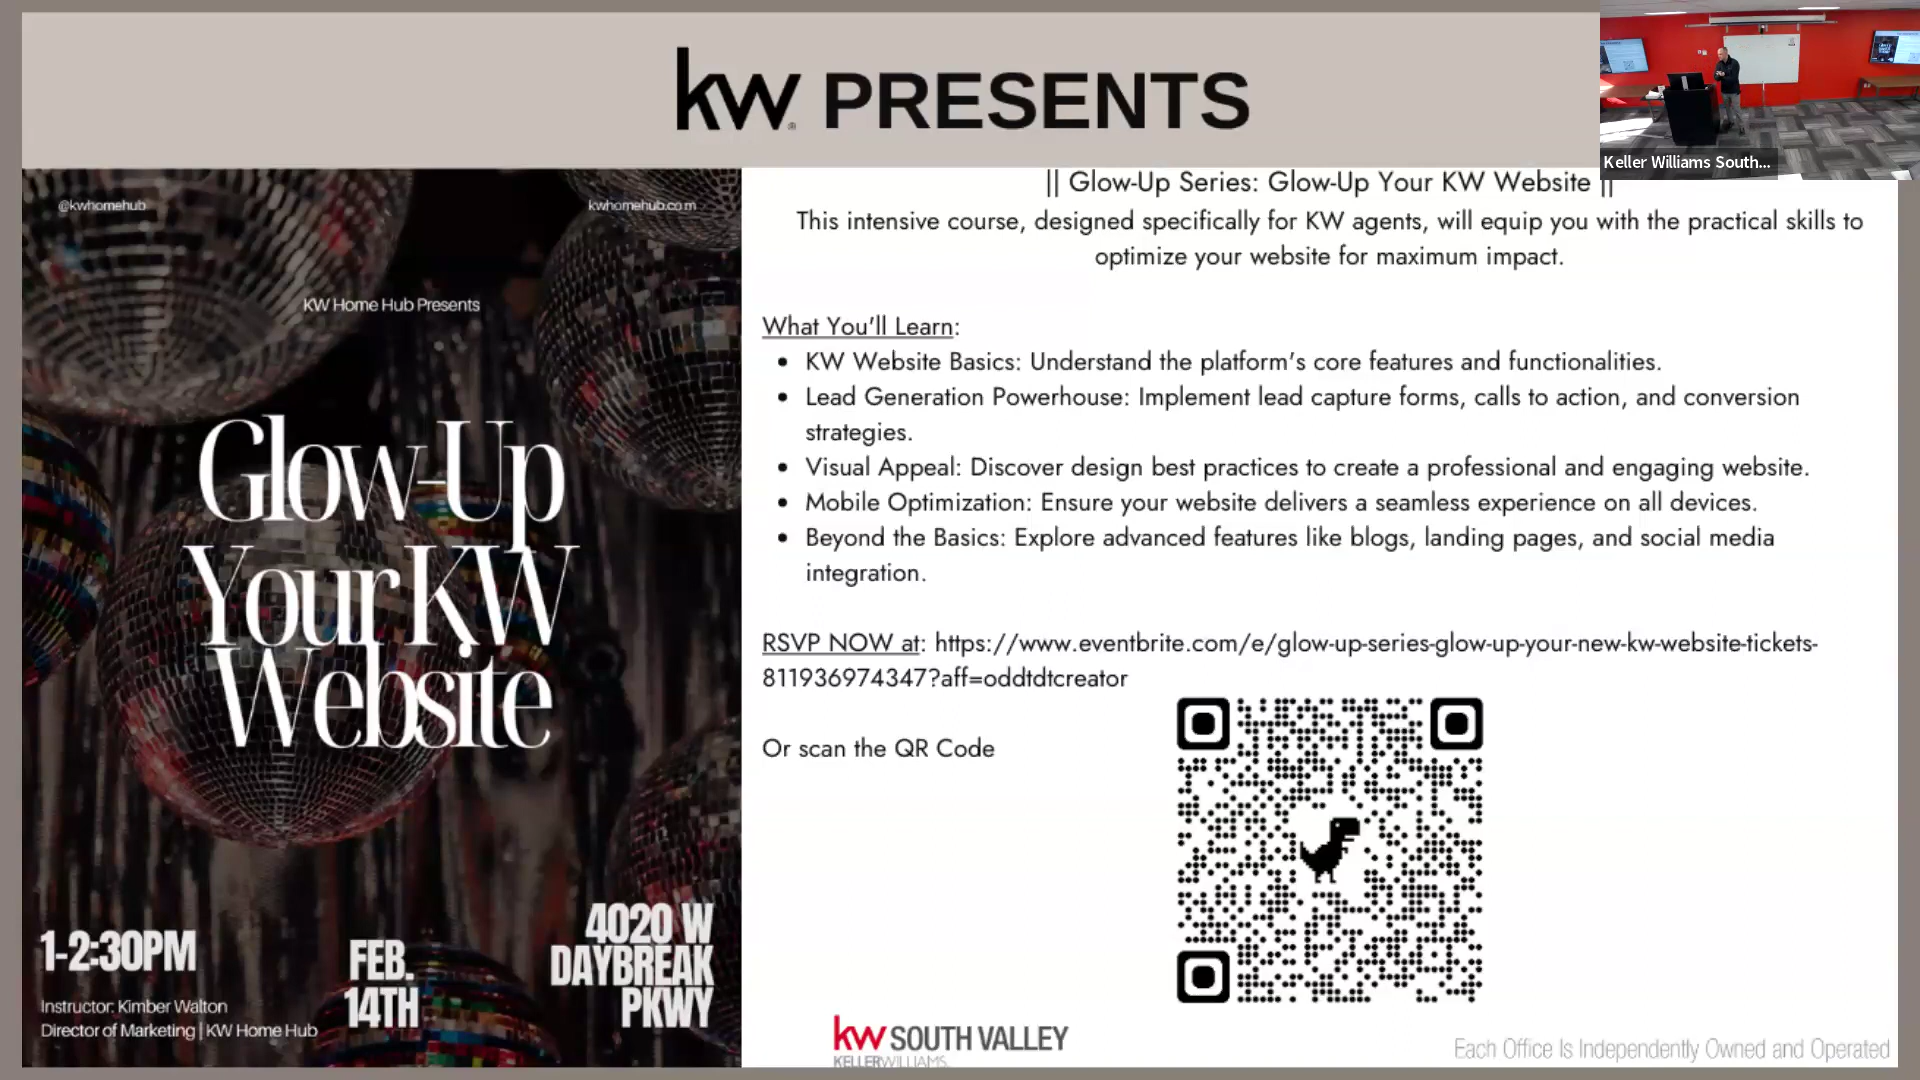 kw PRESENTS
Keller Williams South...
@kwhomehub
kwhomehub.com
KW Home Hub Presents
Glow-Up
Your KW
Website
1-2:30PM
Instructor: Kimber Walton
Director of Marketing | KW Home Hub
FEB.
14TH
4020 W
DAYBREAK
PKWY
|| Glow-Up Series: Glow-Up Your KW Website ||
This intensive course, designed specifically for KW agents, will equip you with the practical skills to
optimize your website for maximum impact.
What You'll Learn:
• KW Website Basics: Understand the platform's core features and functionalities.
• Lead Generation Powerhouse: Implement lead capture forms, calls to action, and conversion
strategies.
• Visual Appeal: Discover design best practices to create a professional and engaging website.
• Mobile Optimization: Ensure your website delivers a seamless experience on all devices.
• Beyond the Basics: Explore advanced features like blogs, landing pages, and social media
integration.
RSVP NOW at: https://www.eventbrite.com/e/glow-up-series-glow-up-your-new-kw-website-tickets-
811936974347?aff=oddtdtcreator
Or scan the QR Code
kw SOUTH VALLEY
KELLERWILLIAMS.
Each Office Is Independently Owned and Operated